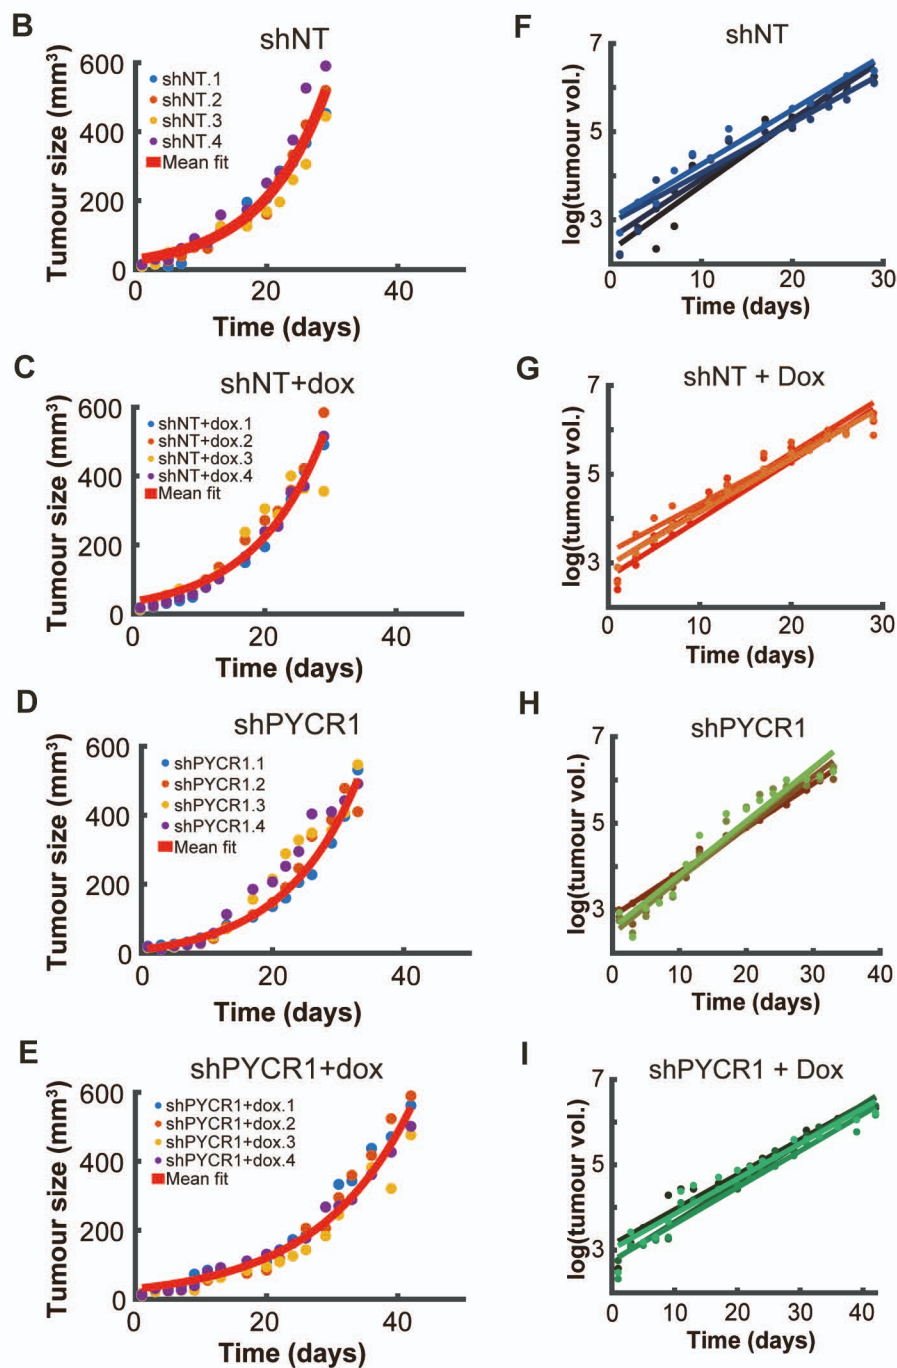 B
shNT
Tumour size (mm³)
600
400
200
0
shNT.1
shNT.2
shNT.3
shNT.4
Mean fit
0 20 40
Time (days)
F
shNT
log(tumour vol.)
7
5
3
0 10 20 30
Time (days)
C
shNT+dox
Tumour size (mm³)
600
400
200
0
shNT+dox.1
shNT+dox.2
shNT+dox.3
shNT+dox.4
Mean fit
0 20 40
Time (days)
G
shNT + Dox
log(tumour vol.)
7
5
3
0 10 20 30
Time (days)
D
shPYCR1
Tumour size (mm³)
600
400
200
0
shPYCR1.1
shPYCR1.2
shPYCR1.3
shPYCR1.4
Mean fit
0 20 40
Time (days)
H
shPYCR1
log(tumour vol.)
7
5
3
0 10 20 30 40
Time (days)
E
shPYCR1+dox
Tumour size (mm³)
600
400
200
0
shPYCR1+dox.1
shPYCR1+dox.2
shPYCR1+dox.3
shPYCR1+dox.4
Mean fit
0 20 40
Time (days)
I
shPYCR1 + Dox
log(tumour vol.)
7
5
3
0 10 20 30 40
Time (days)